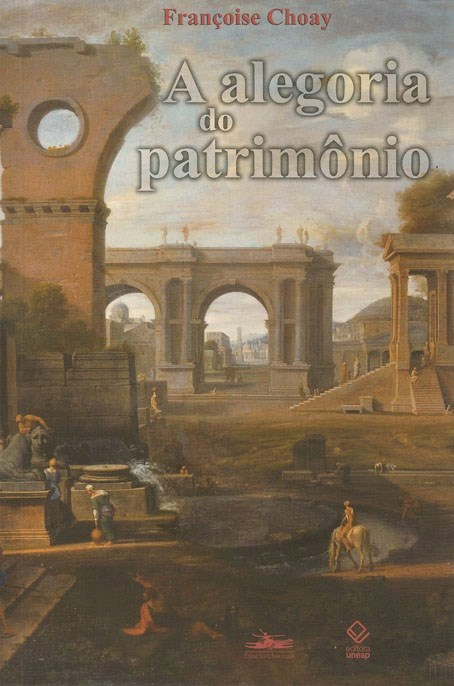 Françoise Choay
A alegoria
do
patrimônio
editora
unesp